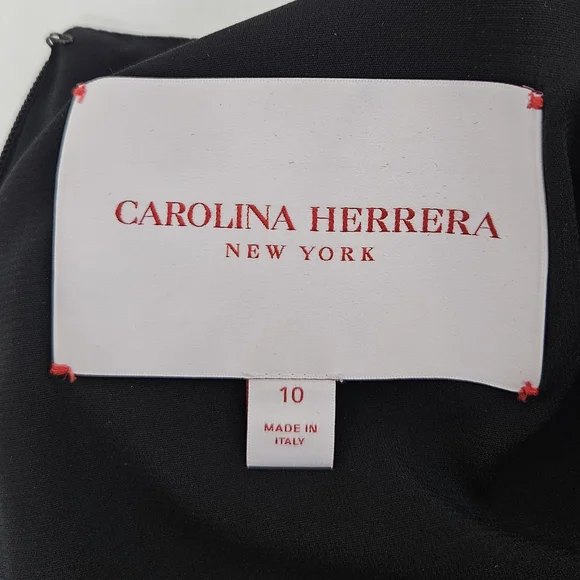 CAROLINA HERRERA
NEW YORK
10
MADE IN
ITALY